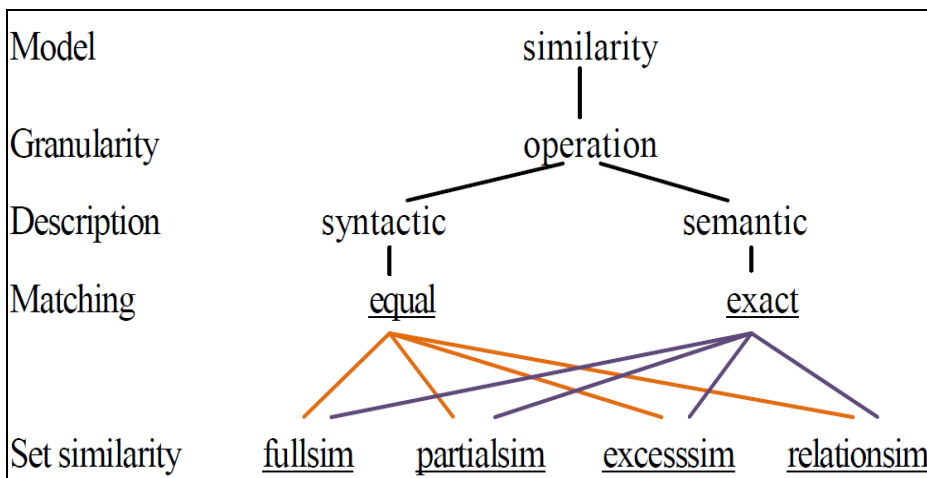 Model similarity
Granularity operation
Description syntactic semantic
Matching equal exact
Set similarity fullsim partialsim excesssim relationsim